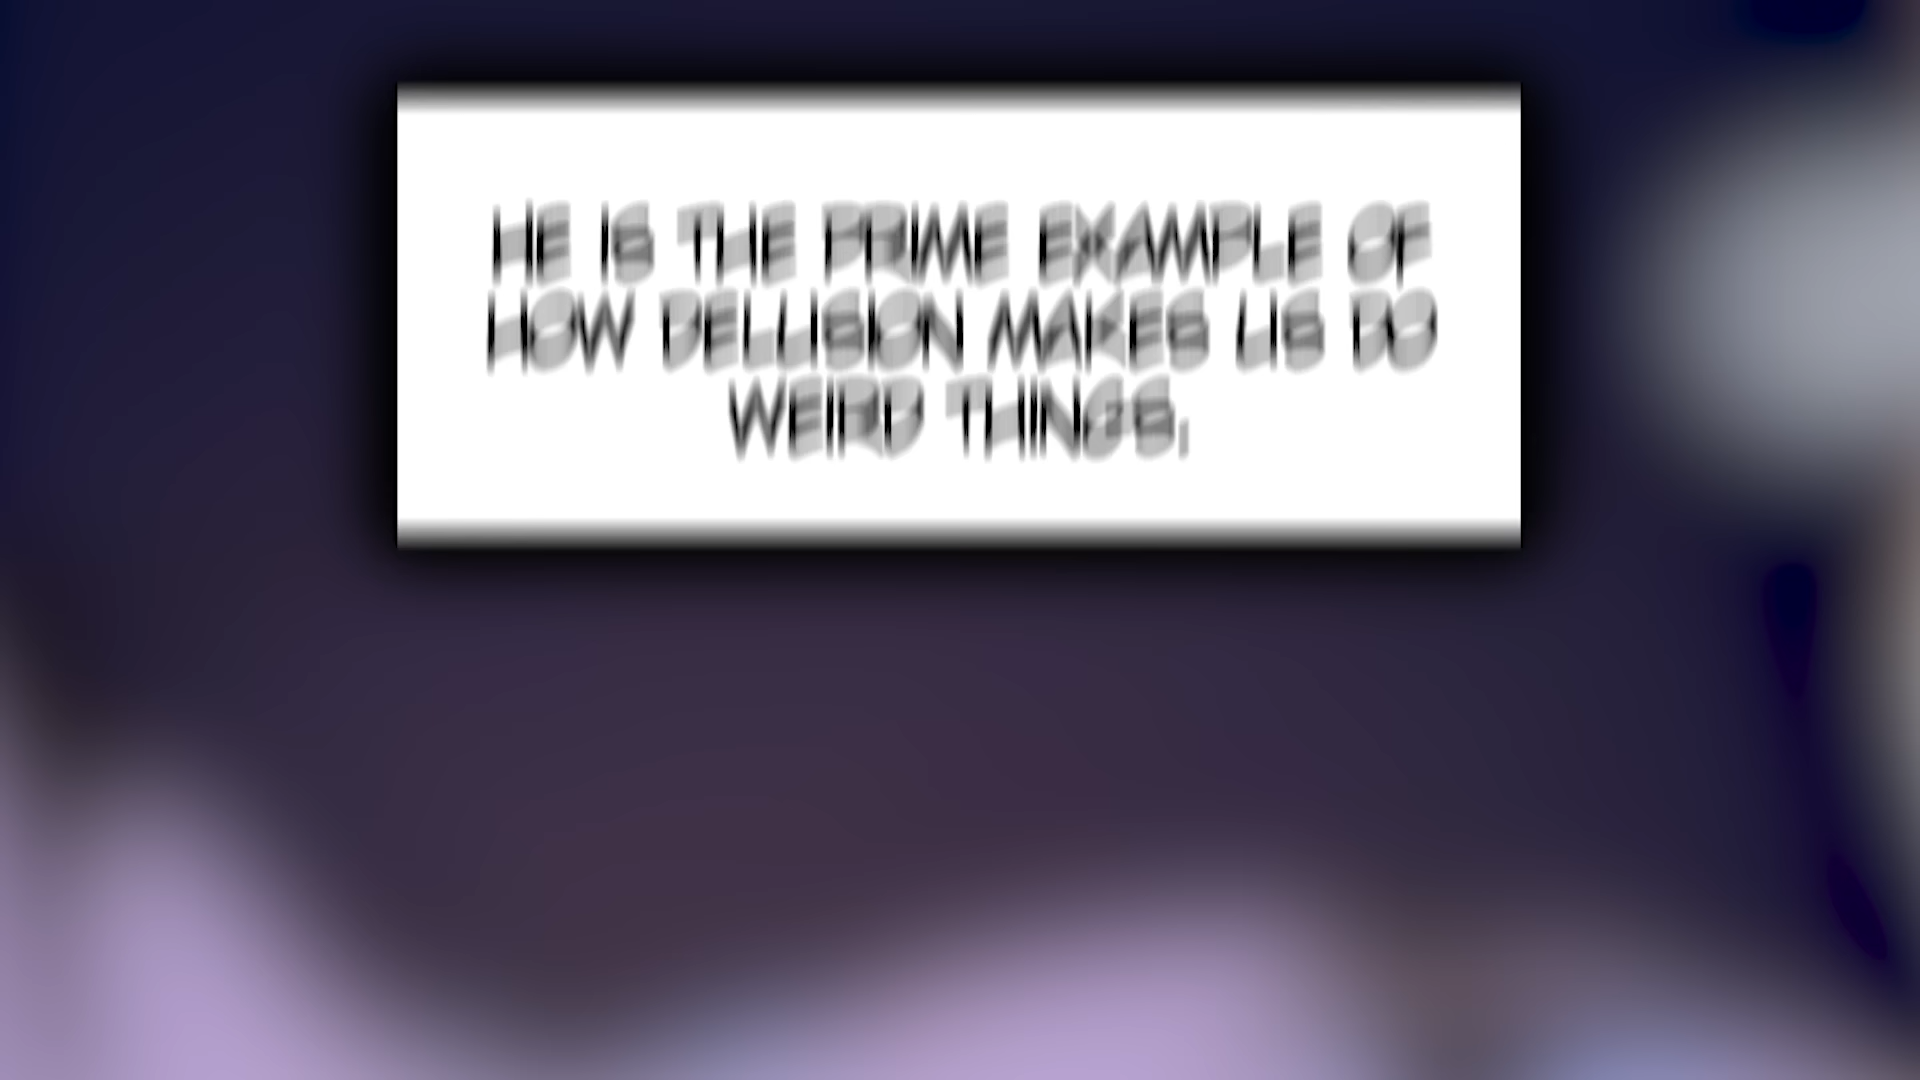 HE IS THE PRIME EXAMPLE OF
HOW DELUSION MAKES US DO
WEIRD THINGS,